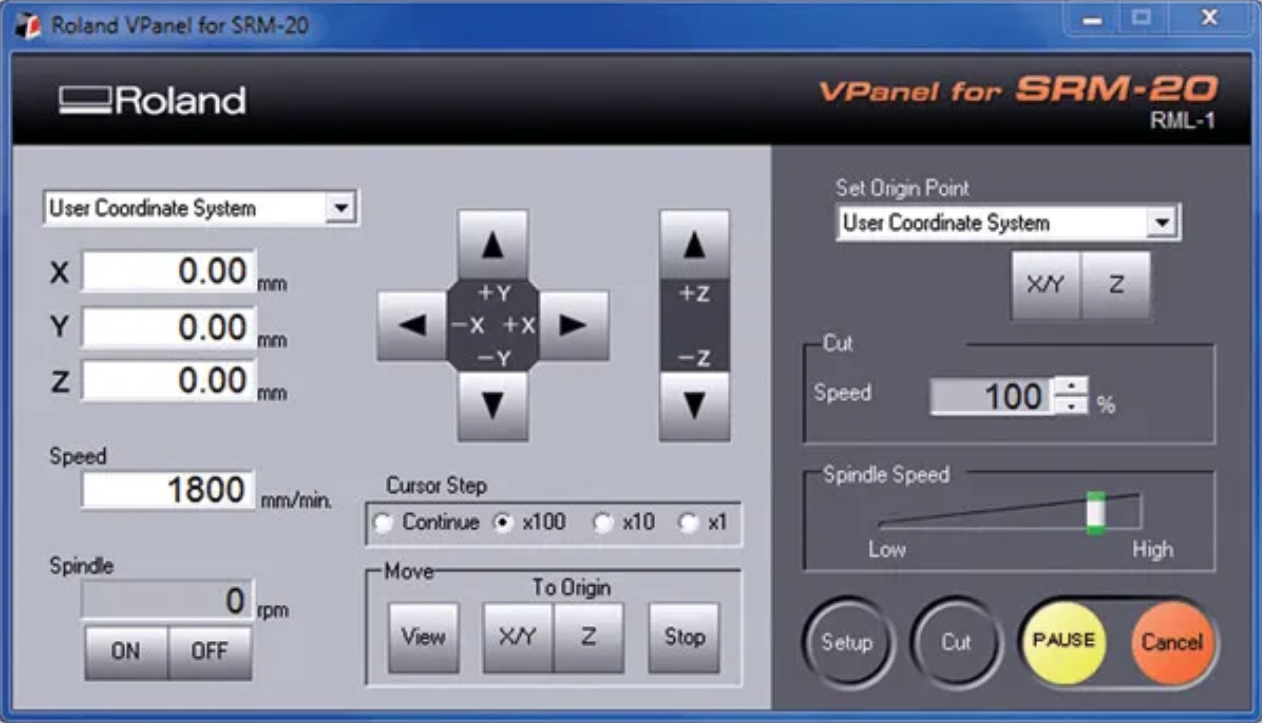 Roland VPanel for SRM-20
Roland
VPanel for SRM-20
RML-1
User Coordinate System
X 0.00 mm
Y 0.00 mm
Z 0.00 mm
Speed
1800 mm/min.
Spindle
0 rpm
ON OFF
+Y
-X +X
-Y
+Z
-Z
Cursor Step
Continue x100 x10 x1
Move
To Origin
View X/Y Z Stop
Set Origin Point
User Coordinate System
X/Y Z
Cut
Speed 100 %
Spindle Speed
Low High
Setup Cut PAUSE Cancel